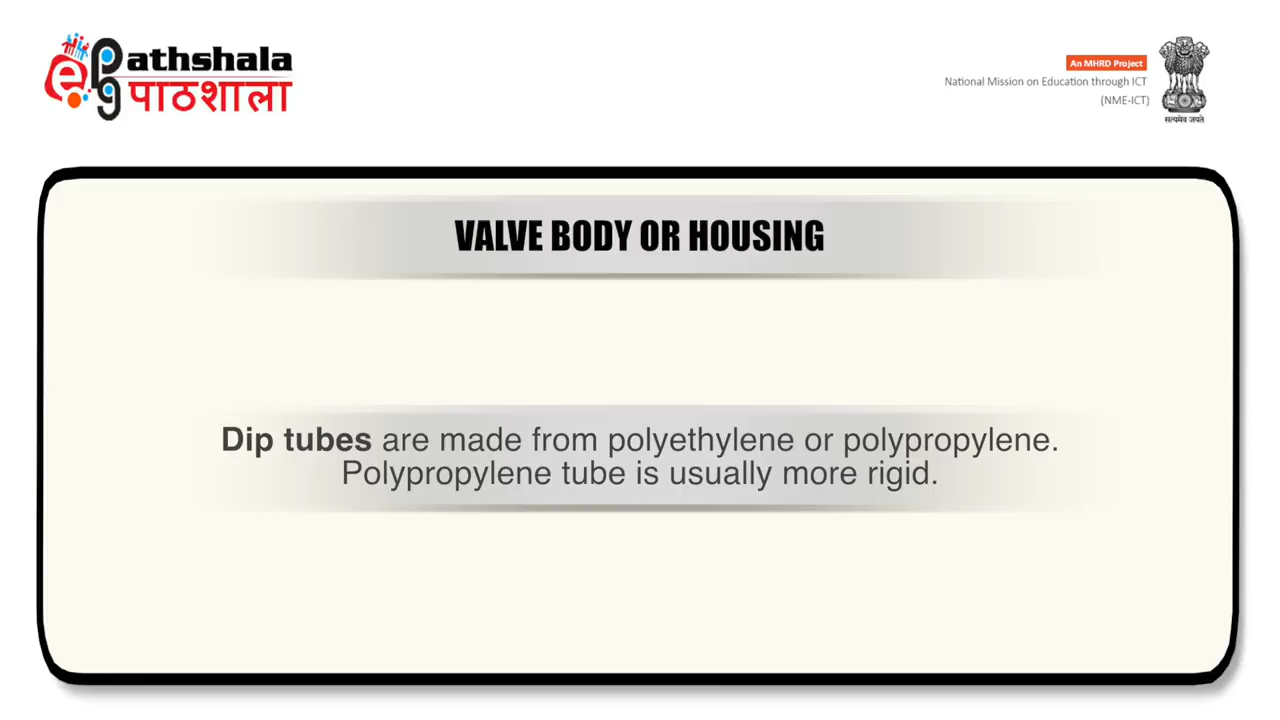 e pg Pathshala
पाठशाला
An MHRD Project
National Mission on Education through ICT
(NME-ICT)
सत्यमेव जयते
VALVE BODY OR HOUSING
Dip tubes are made from polyethylene or polypropylene.
Polypropylene tube is usually more rigid.